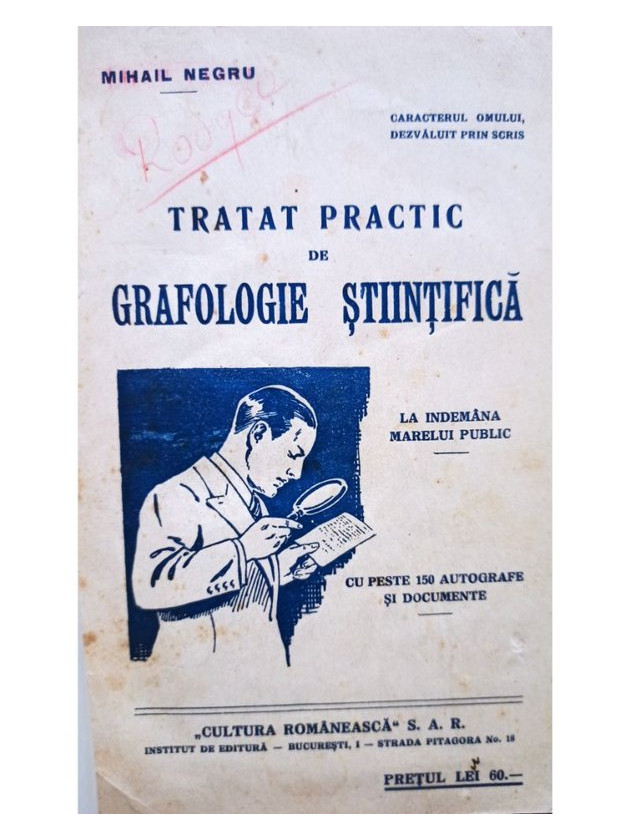 MIHAIL NEGRU
CARACTERUL OMULUI,
DEZVĂLUIT PRIN SCRIS
TRATAT PRACTIC
DE
GRAFOLOGIE ȘTIINȚIFICĂ
LA INDEMÂNA
MARELUI PUBLIC
CU PESTE 150 AUTOGRAFE
ȘI DOCUMENTE
„CULTURA ROMÂNEASCĂ“ S. A. R.
INSTITUT DE EDITURĂ — BUCUREȘTI, I — STRADA PITAGORA No. 18
PREȚUL LEI 60.—